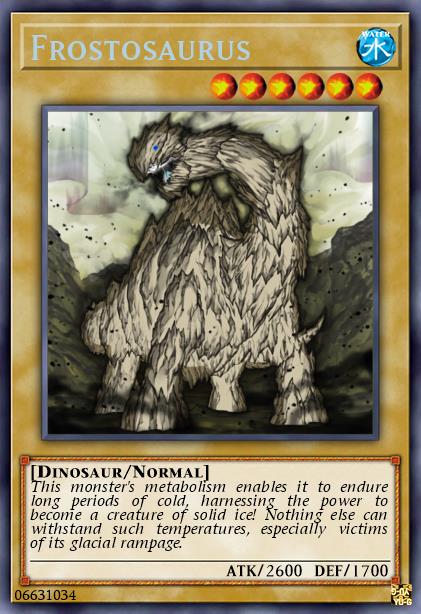 FROSTOSAURUS
WATER
水
[DINOSAUR/NORMAL]
This monster's metabolism enables it to endure
long periods of cold, harnessing the power to
become a creature of solid ice! Nothing else can
withstand such temperatures, especially victims
of its glacial rampage.
ATK/2600 DEF/1700
06631034